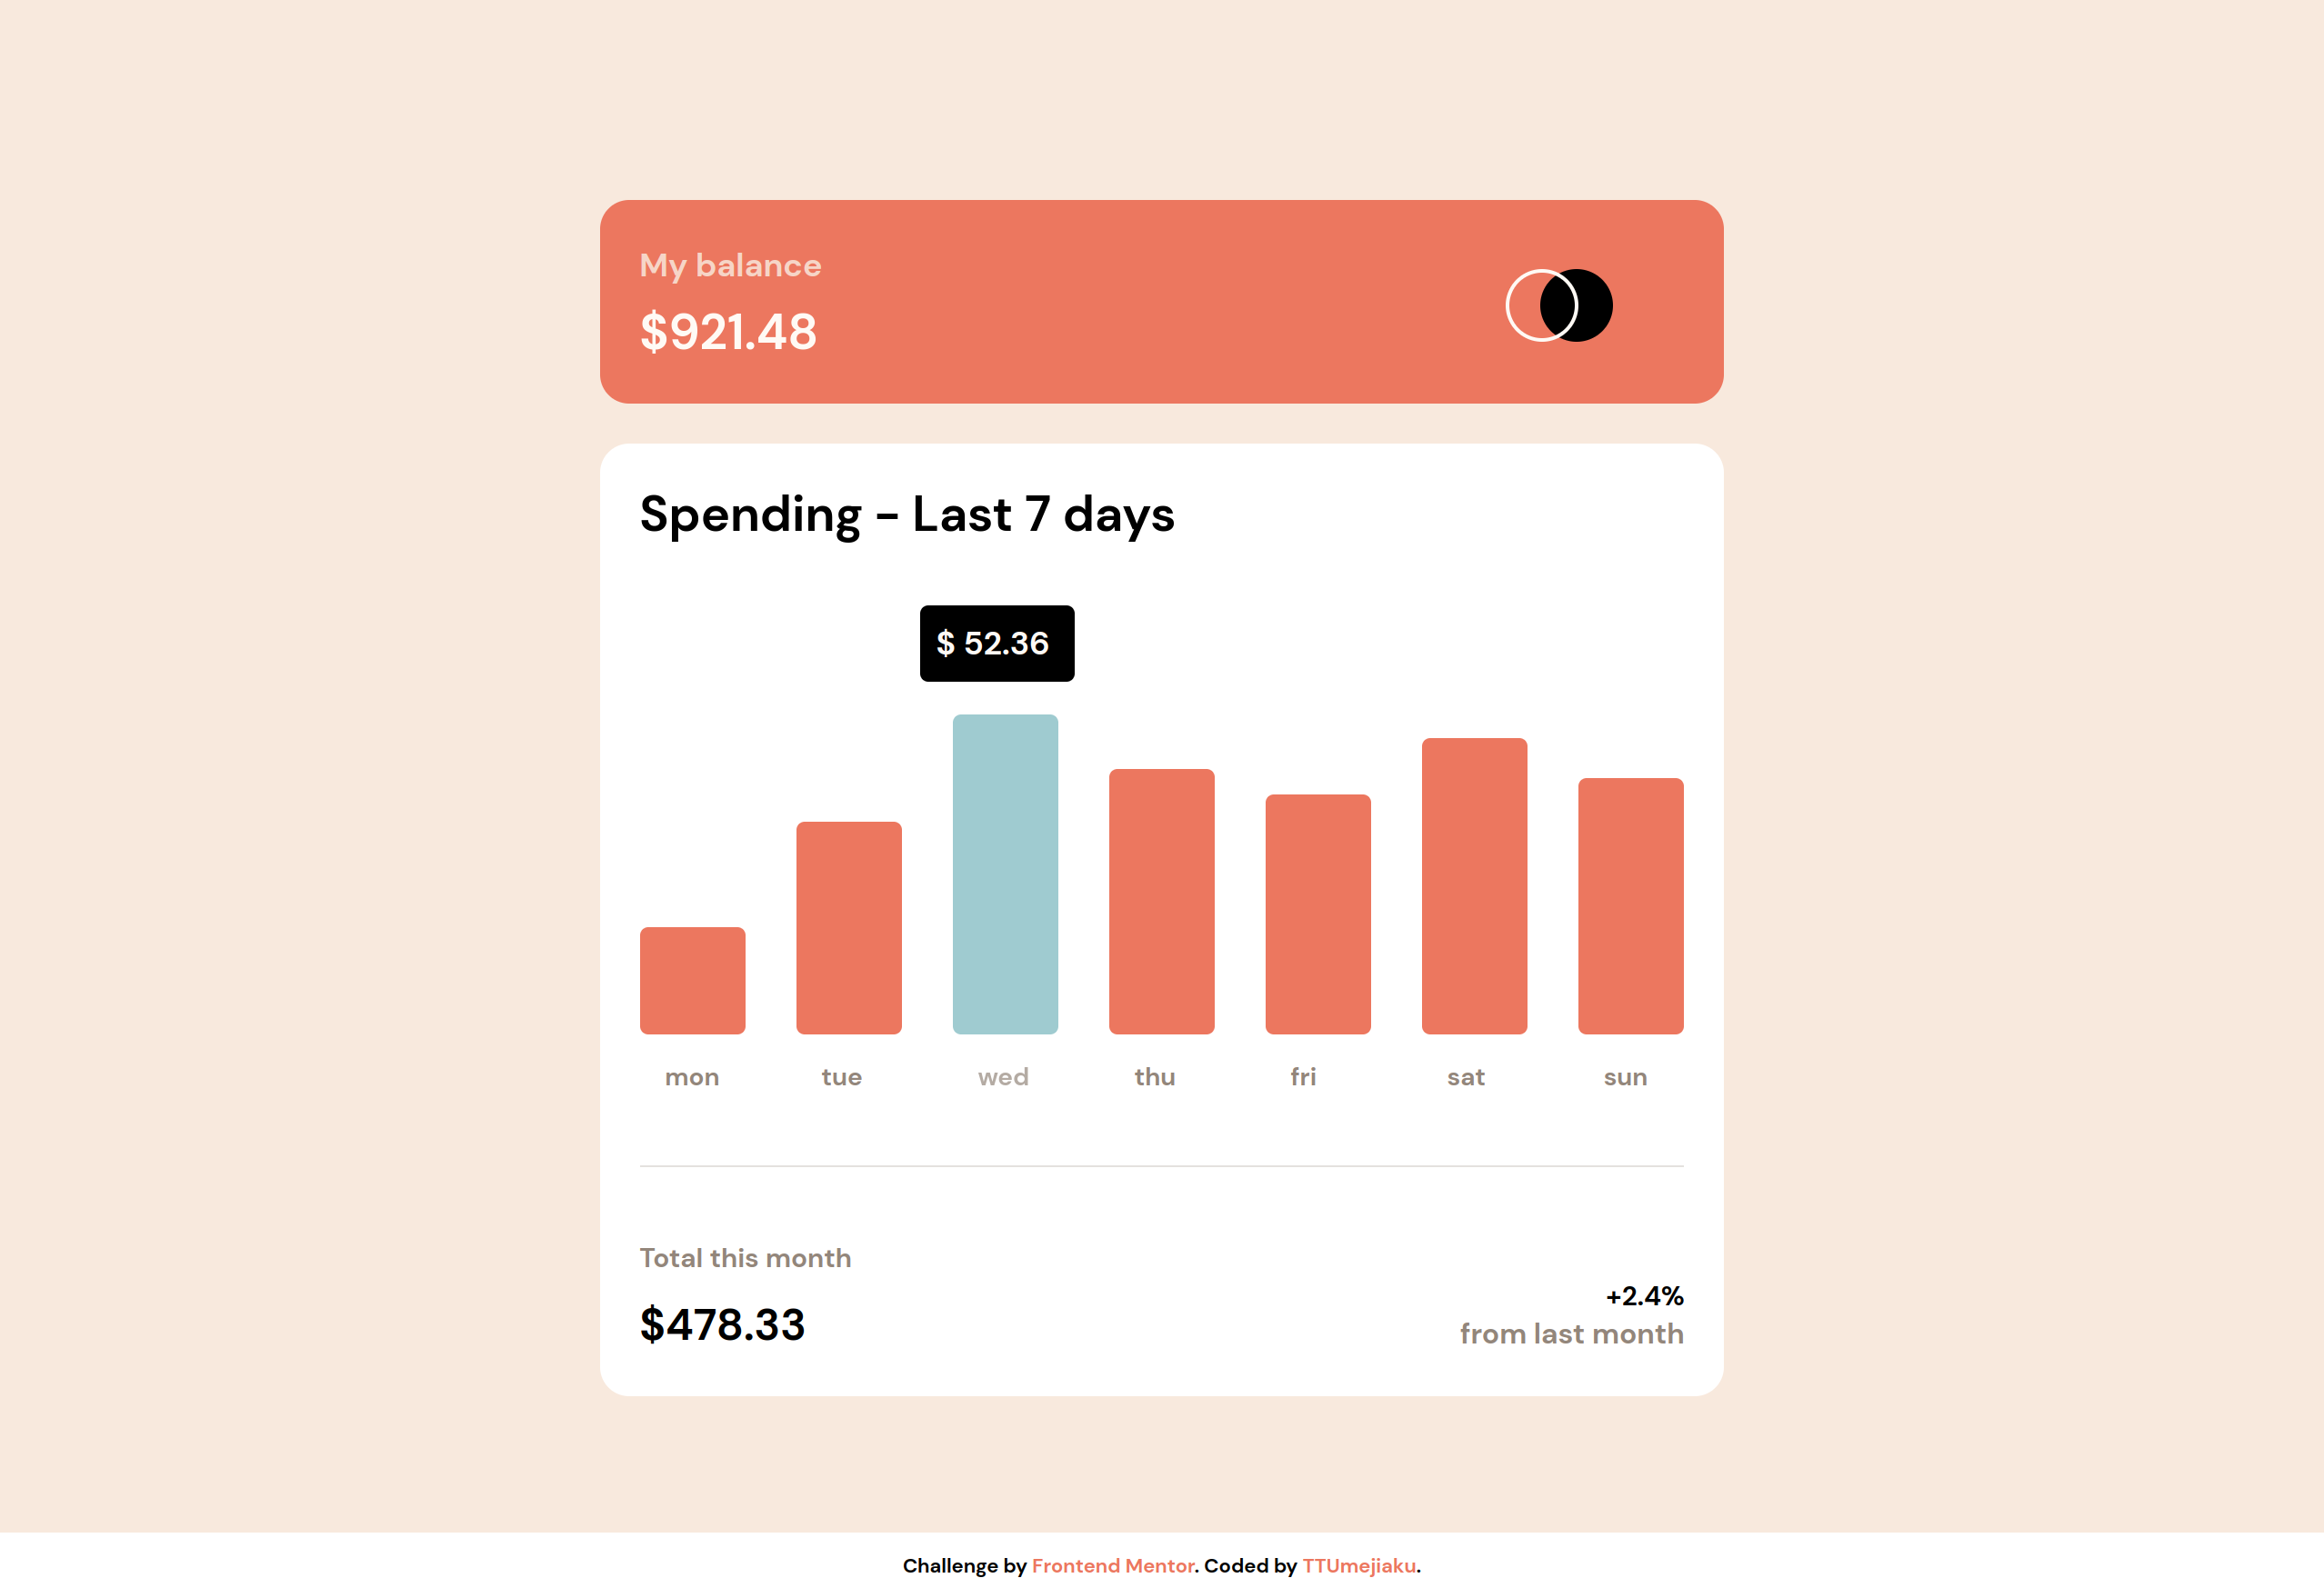 My balance
$921.48
Spending - Last 7 days
$ 52.36
mon tue wed thu fri sat sun
Total this month
$478.33
+2.4%
from last month
Challenge by Frontend Mentor. Coded by TTUmejiaku.